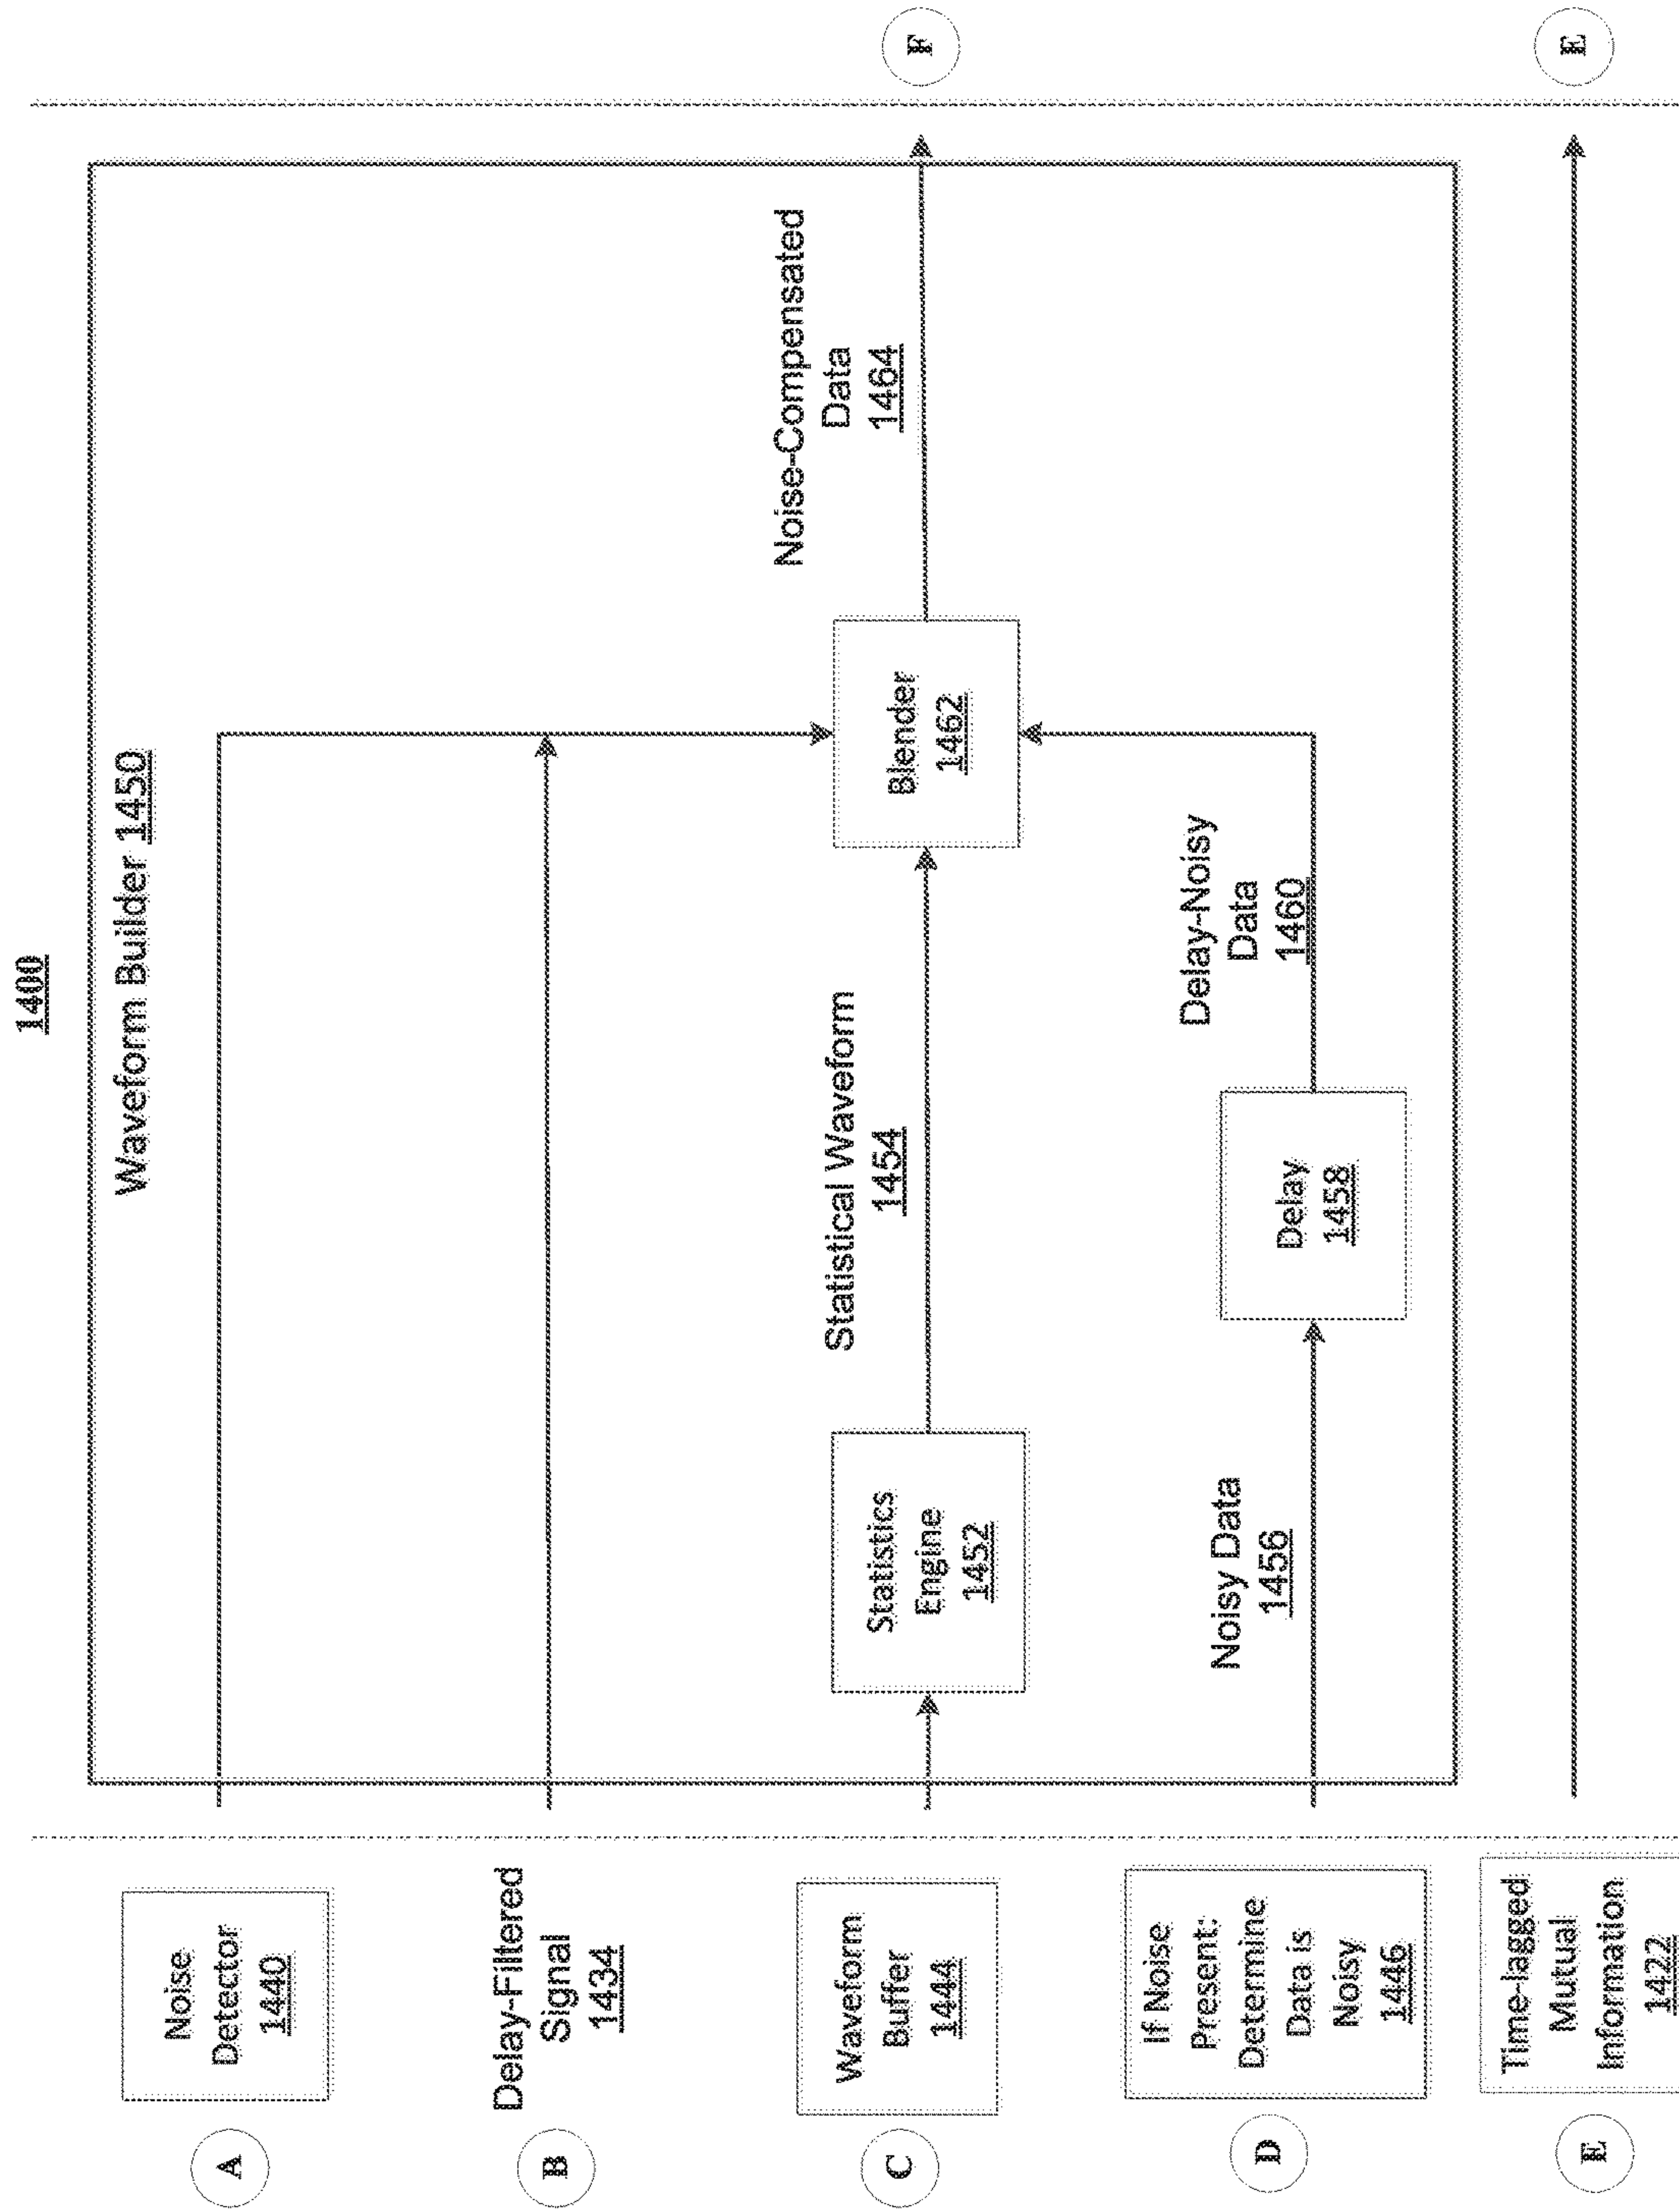 1400
Waveform Builder 1450
A
Noise
Detector
1440
B
Delay-Filtered
Signal
1434
C
Waveform
Buffer
1444
Statistics
Engine
1452
Statistical Waveform
1454
Blender
1462
Noise-Compensated
Data
1464
F
D
If Noise
Present:
Determine
Data is
Noisy
1446
Noisy Data
1456
Delay
1458
Delay-Noisy
Data
1460
E
Time-lagged
Mutual
Information
1422
E